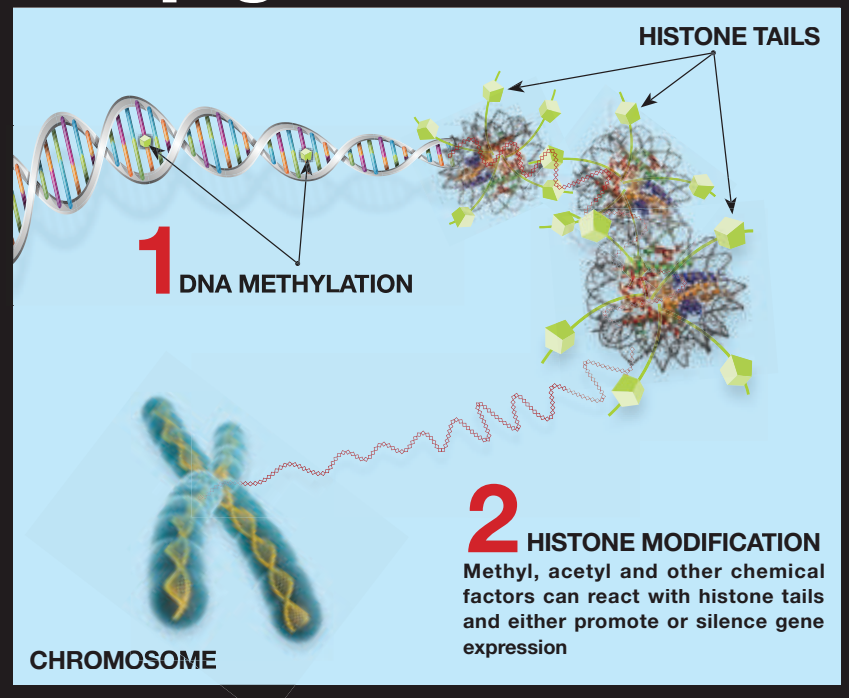 HISTONE TAILS
1 DNA METHYLATION
2 HISTONE MODIFICATION
Methyl, acetyl and other chemical
factors can react with histone tails
and either promote or silence gene
expression
CHROMOSOME